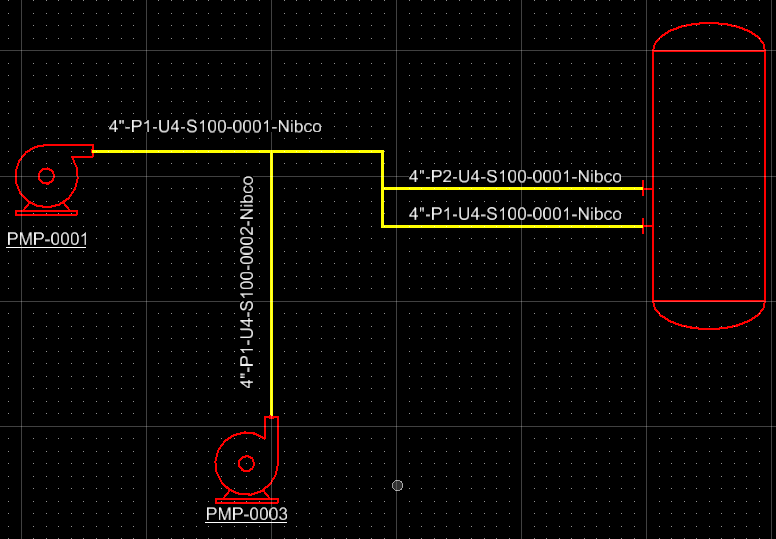 4"-P1-U4-S100-0001-Nibco
4"-P2-U4-S100-0001-Nibco
4"-P1-U4-S100-0001-Nibco
PMP-0001
4"-P1-U4-S100-0002-Nibco
PMP-0003